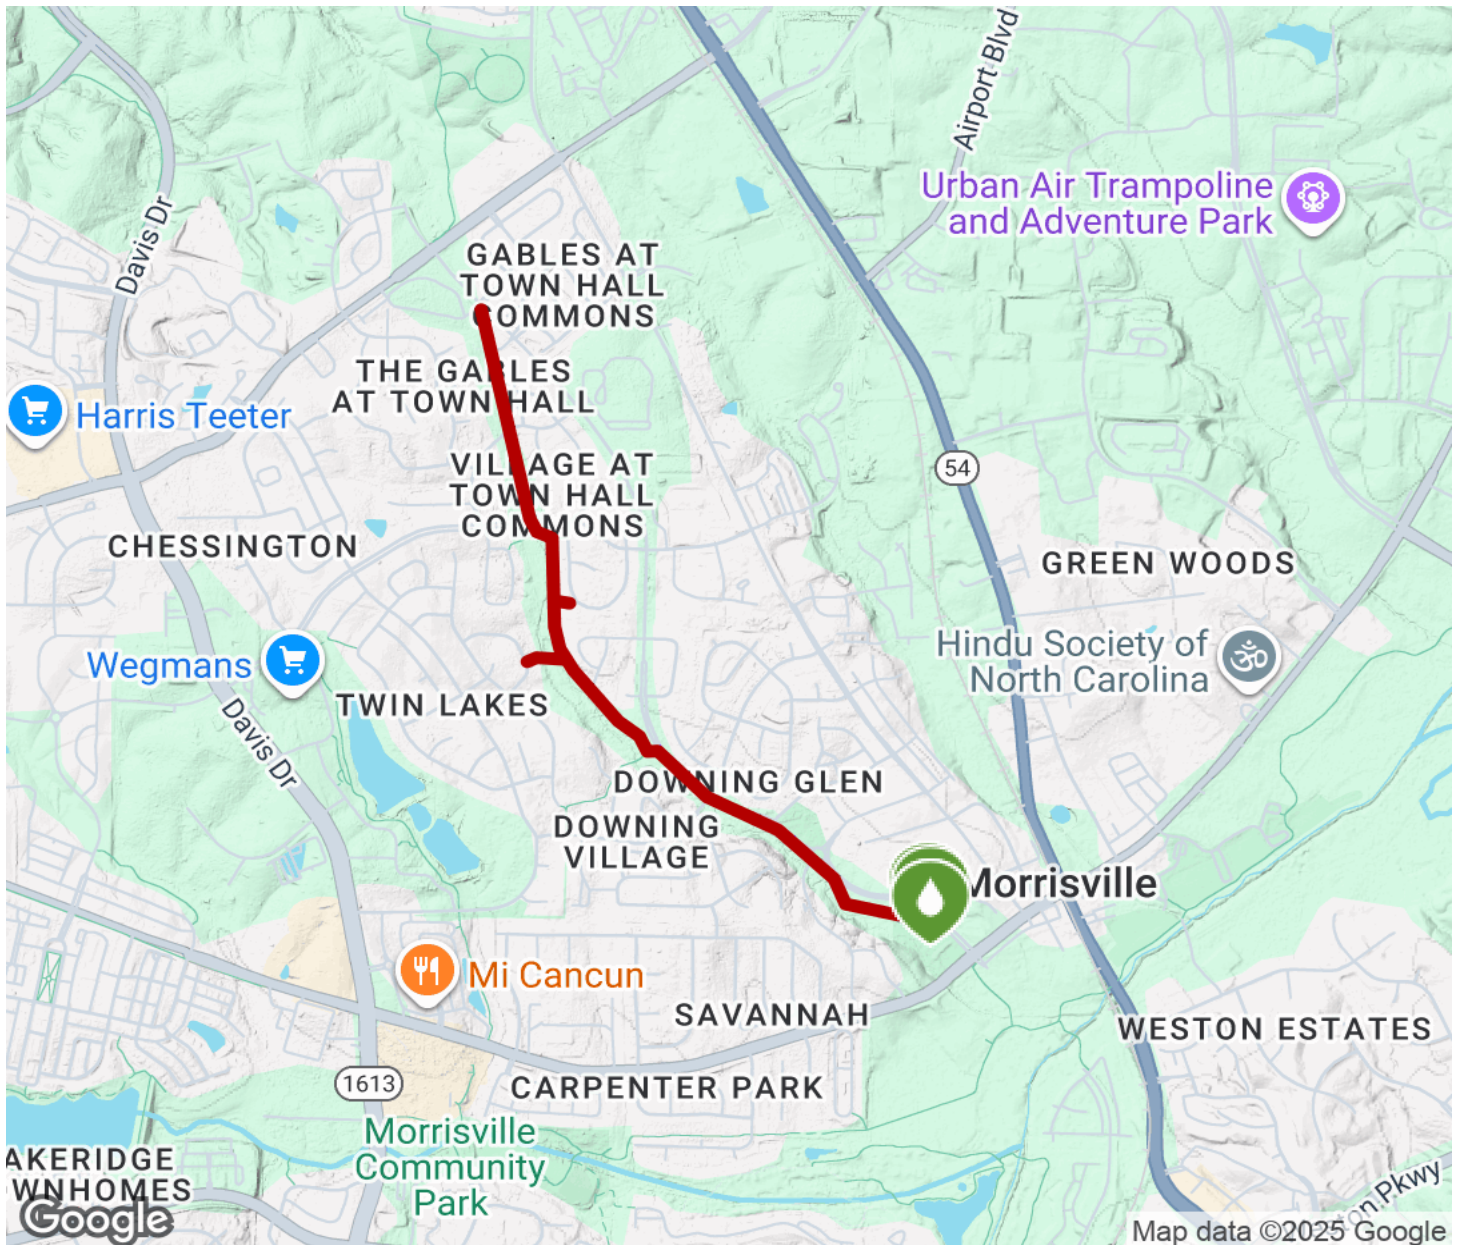 Airport Blvd
Urban Air Trampoline
and Adventure Park
Davis Dr
GABLES AT
TOWN HALL
COMMONS
THE GABLES
AT TOWN HALL
Harris Teeter
VILLAGE AT
TOWN HALL
COMMONS
54
CHESSINGTON
GREEN WOODS
Hindu Society of
North Carolina
Wegmans
TWIN LAKES
Davis Dr
DOWNING GLEN
DOWNING
VILLAGE
Morrisville
Mi Cancun
SAVANNAH
WESTON ESTATES
1613
CARPENTER PARK
Morrisville
Community
Park
AKERIDGE
WNHOMES
Google
ton Pkwy
Map data ©2025 Google